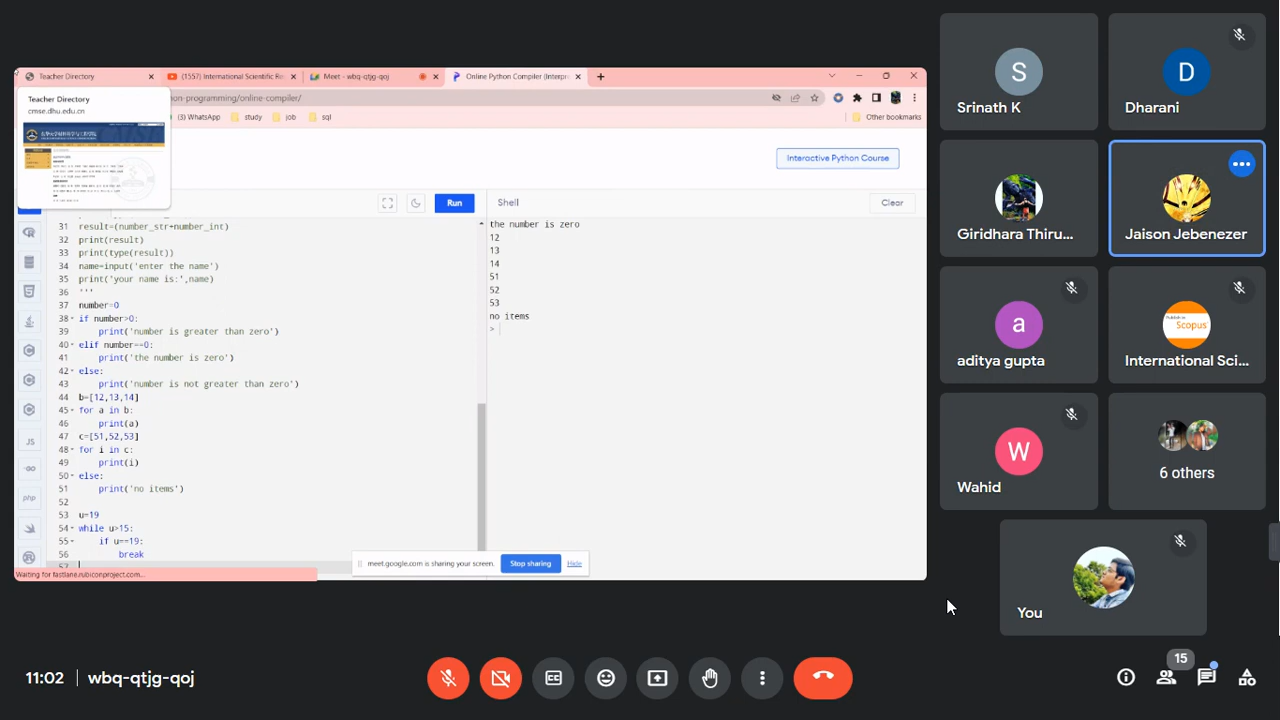 Teacher Directory
(1557) International Scientific Re
Meet - wbq-qtjg-qoj
Online Python Compiler (Interpr
Teacher Directory
cmse.dhu.edu.cn
on-programming/online-compiler/
(3) WhatsApp
study
job
sql
Other bookmarks
Interactive Python Course
Run
Shell
Clear
31 result=(number_str+number_int)
32 print(result)
33 print(type(result))
34 name=input('enter the name')
35 print('your name is:',name)
36 '''
37 number=0
38 if number>0:
39 print('number is greater than zero')
40 elif number==0:
41 print('the number is zero')
42 else:
43 print('number is not greater than zero')
44 b=[12,13,14]
45 for a in b:
46 print(a)
47 c=[51,52,53]
48 for i in c:
49 print(i)
50 else:
51 print('no items')
52
53 u=19
54 while u>15:
55 if u==19:
56 break
57
the number is zero
12
13
14
51
52
53
no items
>
JS
php
meet.google.com is sharing your screen.
Stop sharing
Hide
Waiting for fastlane.rubiconproject.com...
S
Srinath K
D
Dharani
Giridhara Thiru...
Jaison Jebenezer
a
aditya gupta
Publish in
Scopus
International Sci...
W
Wahid
6 others
You
11:02
wbq-qtjg-qoj
15